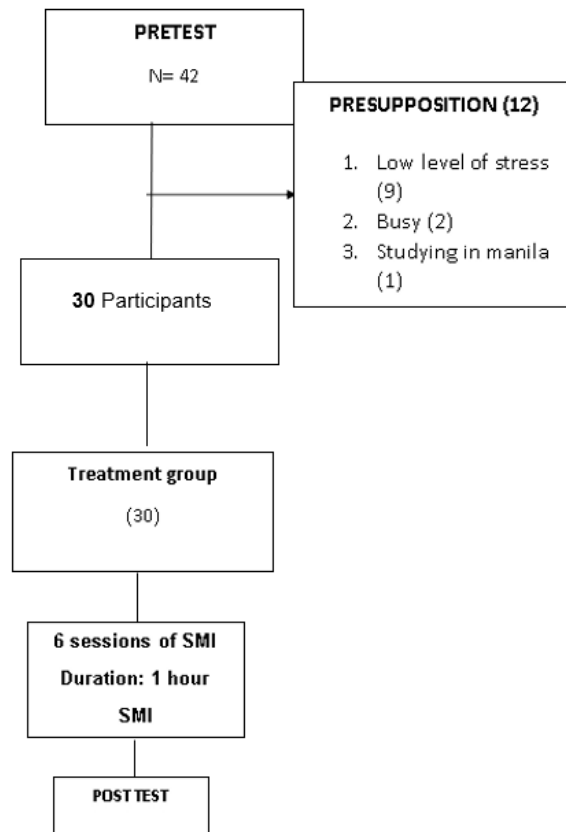 PRETEST
N= 42
PRESUPPOSITION (12)
1. Low level of stress
(9)
2. Busy (2)
3. Studying in manila
(1)
30 Participants
Treatment group
(30)
6 sessions of SMI
Duration: 1 hour
SMI
POST TEST